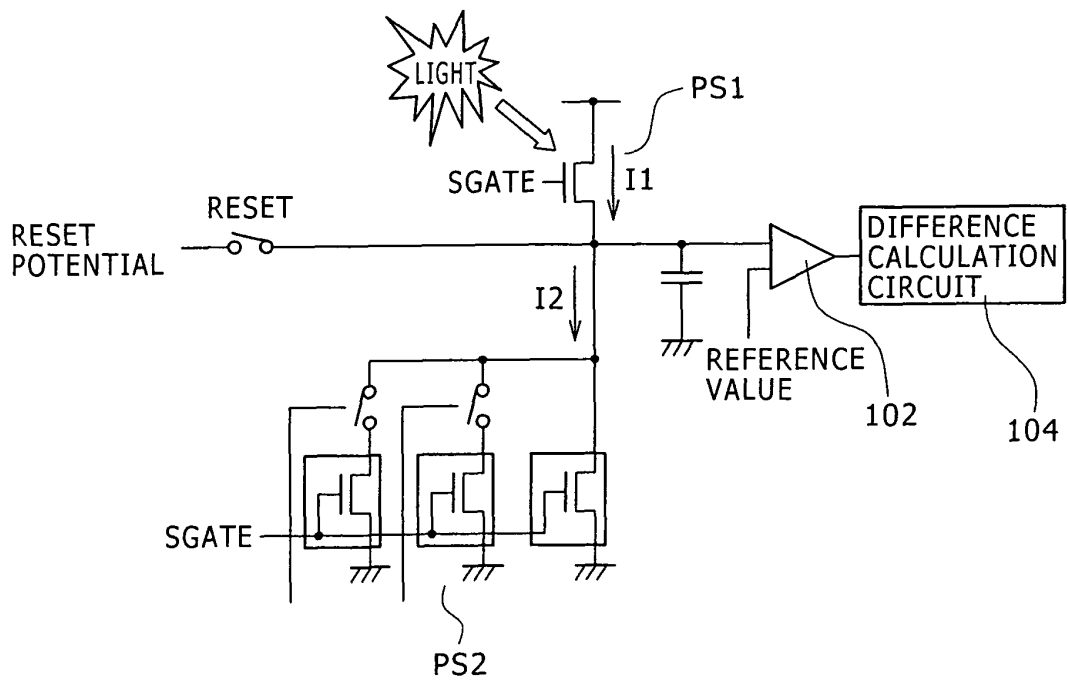 LIGHT
PS1
SGATE
I1
RESET
RESET
POTENTIAL
DIFFERENCE
CALCULATION
CIRCUIT
I2
REFERENCE
VALUE
102
104
SGATE
PS2